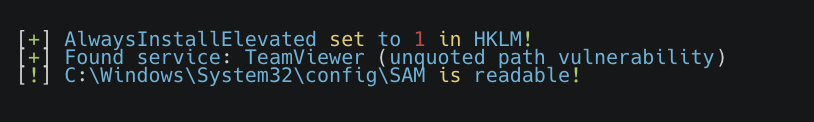 [+] AlwaysInstallElevated set to 1 in HKLM!
[+] Found service: TeamViewer (unquoted path vulnerability)
[!] C:\Windows\System32\config\SAM is readable!